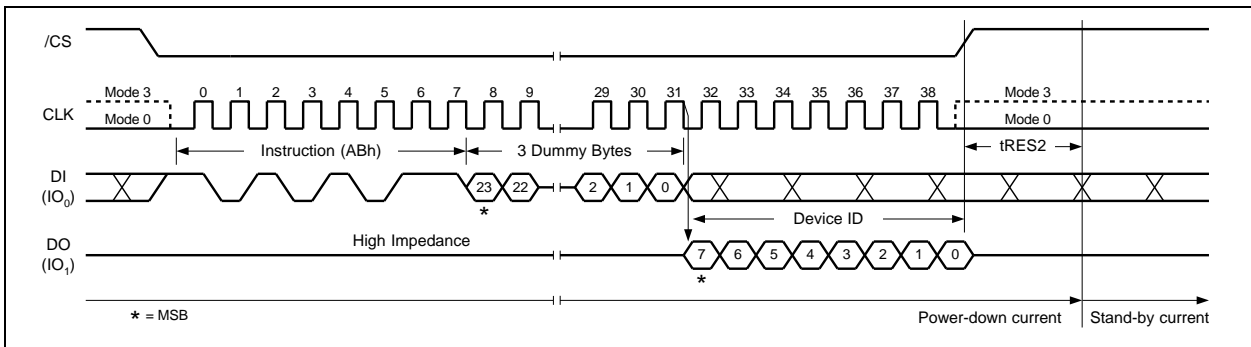 /CS
Mode 3 0 1 2 3 4 5 6 7 8 9 29 30 31 32 33 34 35 36 37 38 Mode 3
CLK
Mode 0 Mode 0
Instruction (ABh) 3 Dummy Bytes tRES2
DI
(IO0)
23 22 2 1 0
*
Device ID
High Impedance
DO
(IO1)
7 6 5 4 3 2 1 0
*
* = MSB
Power-down current Stand-by current